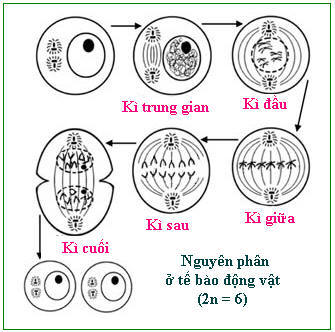 Kì trung gian
Kì đầu
Kì cuối
Kì sau
Kì giữa
Nguyên phân
ở tế bào động vật
(2n = 6)